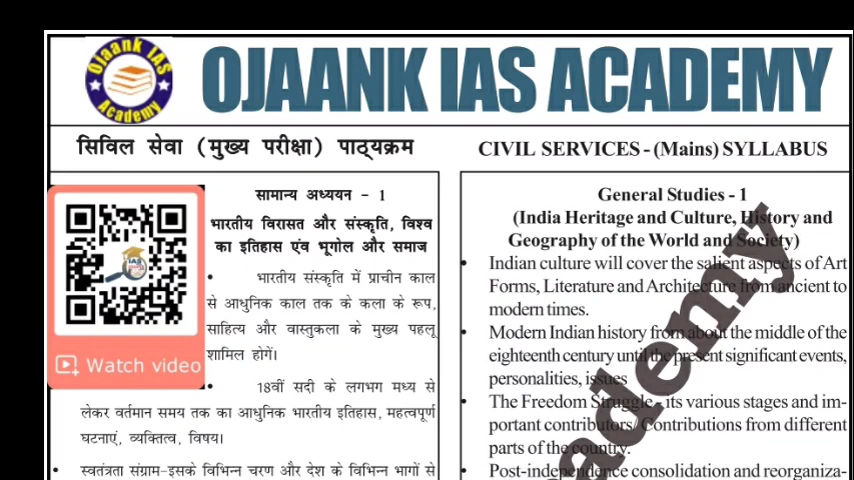 Ojaank IAS
Academy
OJAANK IAS ACADEMY
सिविल सेवा (मुख्य परीक्षा) पाठ्यक्रम
सामान्य अध्ययन - 1
भारतीय विरासत और संस्कृति, विश्व
का इतिहास एंव भूगोल और समाज
• भारतीय संस्कृति में प्राचीन काल
से आधुनिक काल तक के कला के रूप,
साहित्य और वास्तुकला के मुख्य पहलू
शामिल होगें।
• 18वीं सदी के लगभग मध्य से
लेकर वर्तमान समय तक का आधुनिक भारतीय इतिहास, महत्वपूर्ण
घटनाएं, व्यक्तित्व, विषय।
• स्वतंत्रता संग्राम-इसके विभिन्न चरण और देश के विभिन्न भागों से
IAS
Watch video
CIVIL SERVICES - (Mains) SYLLABUS
General Studies - 1
(India Heritage and Culture, History and
Geography of the World and Society)
• Indian culture will cover the salient aspects of Art
Forms, Literature and Architecture from ancient to
modern times.
• Modern Indian history from about the middle of the
eighteenth century until the present significant events,
personalities, issues
• The Freedom Struggle - its various stages and im-
portant contributors/ Contributions from different
parts of the country.
• Post-independence consolidation and reorganiza-
ademy